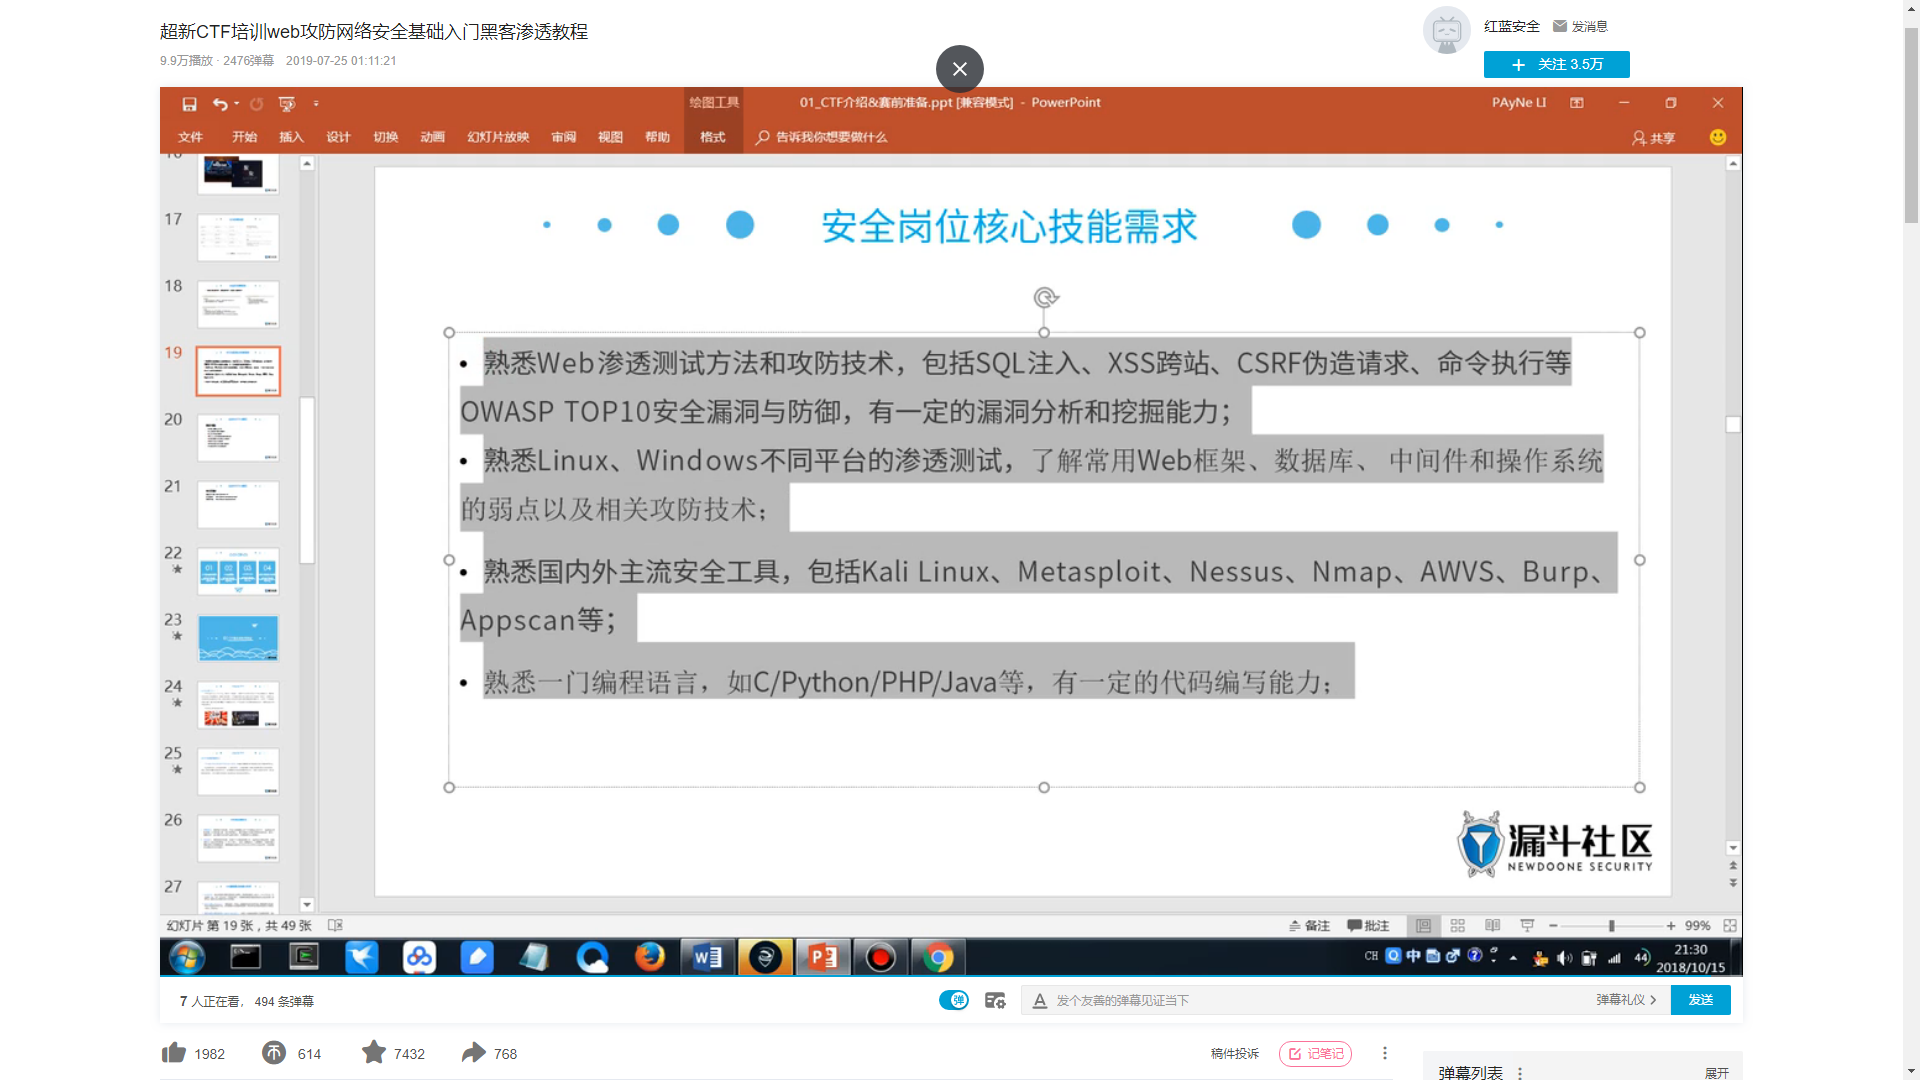 超新CTF培训web攻防网络安全基础入门黑客渗透教程
9.9万播放 · 2476弹幕 2019-07-25 01:11:21
红蓝安全 发消息
+ 关注 3.5万
绘图工具 01_CTF介绍&赛前准备.ppt [兼容模式] - PowerPoint PAyNe LI
文件 开始 插入 设计 切换 动画 幻灯片放映 审阅 视图 帮助 格式 告诉我你想要做什么 共享
17
18
19
20
21
22
23
24
25
26
27
安全岗位核心技能需求
• 熟悉Web渗透测试方法和攻防技术，包括SQL注入、XSS跨站、CSRF伪造请求、命令执行等
OWASP TOP10安全漏洞与防御，有一定的漏洞分析和挖掘能力；
• 熟悉Linux、Windows不同平台的渗透测试，了解常用Web框架、数据库、 中间件和操作系统
的弱点以及相关攻防技术；
• 熟悉国内外主流安全工具，包括Kali Linux、Metasploit、Nessus、Nmap、AWVS、Burp、
Appscan等；
• 熟悉一门编程语言，如C/Python/PHP/Java等，有一定的代码编写能力；
漏斗社区
NEWDOONE SECURITY
幻灯片 第 19 张，共 49 张 备注 批注 99%
CH 中 44 21:30
2018/10/15
7 人正在看， 494 条弹幕 弹 发个友善的弹幕见证当下 弹幕礼仪 发送
1982 614 7432 768 稿件投诉 记笔记
弹幕列表 展开